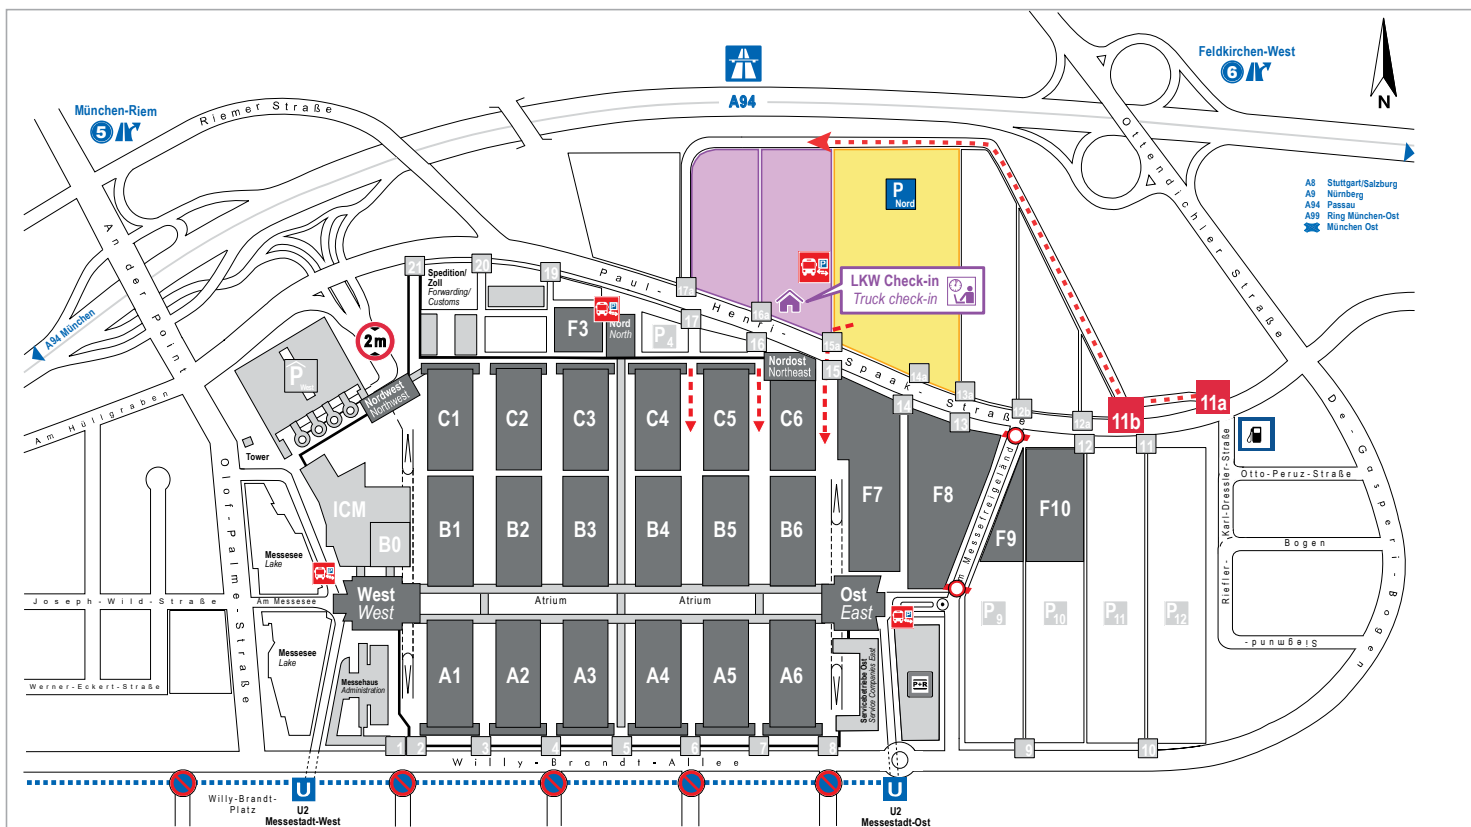 Feldkirchen-West
6
A94
N
München-Riem
5
Riemer Straße
Ottendichler Straße
A8 Stuttgart/Salzburg
A9 Nürnberg
A94 Passau
A99 Ring München-Ost
München Ost
P
Nord
An der Point
A94 München
21
20
19
Spedition/
Zoll
Forwarding/
Customs
Paul-Henri-Spaak-Straße
17a
LKW Check-in
Truck check-in
16a
17
16
15a
15
14a
13a
12b
12a
14
13
12
11
11b
11a
2m
F3
Nord
North
P4
Nordost
Northeast
P
West
Nordwest
Northwest
Am Hüllgraben
Tower
Olof-Palme-Straße
De-Gasperi-Bogen
C1
C2
C3
C4
C5
C6
Am Messefreigelände
Karl-Dressler-Straße
Otto-Peruz-Straße
ICM
B0
B1
B2
B3
B4
B5
B6
F7
F8
F9
F10
Bogen
Riefler-
Messesee
Lake
West
West
Atrium
Atrium
Ost
East
Joseph-Wild-Straße
Am Messesee
P9
P10
P11
P12
Siegmund-
Messesee
Lake
Messehaus
Administration
Werner-Eckert-Straße
A1
A2
A3
A4
A5
A6
Servicebetriebe Ost
Service Companies East
P+R
1
2
3
4
5
6
7
8
9
10
Willy-Brandt-Allee
Willy-Brandt-
Platz
U
U2
Messestadt-West
U
U2
Messestadt-Ost